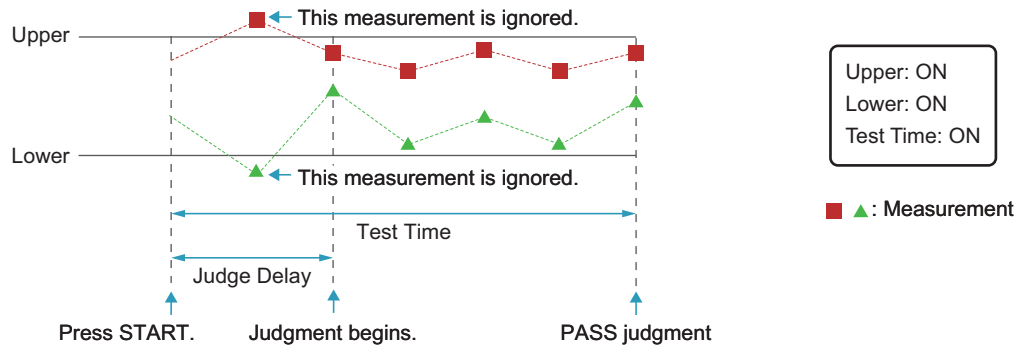 This measurement is ignored.
Upper
Lower
This measurement is ignored.
Test Time
Judge Delay
Press START.
Judgment begins.
PASS judgment
Upper: ON
Lower: ON
Test Time: ON
: Measurement